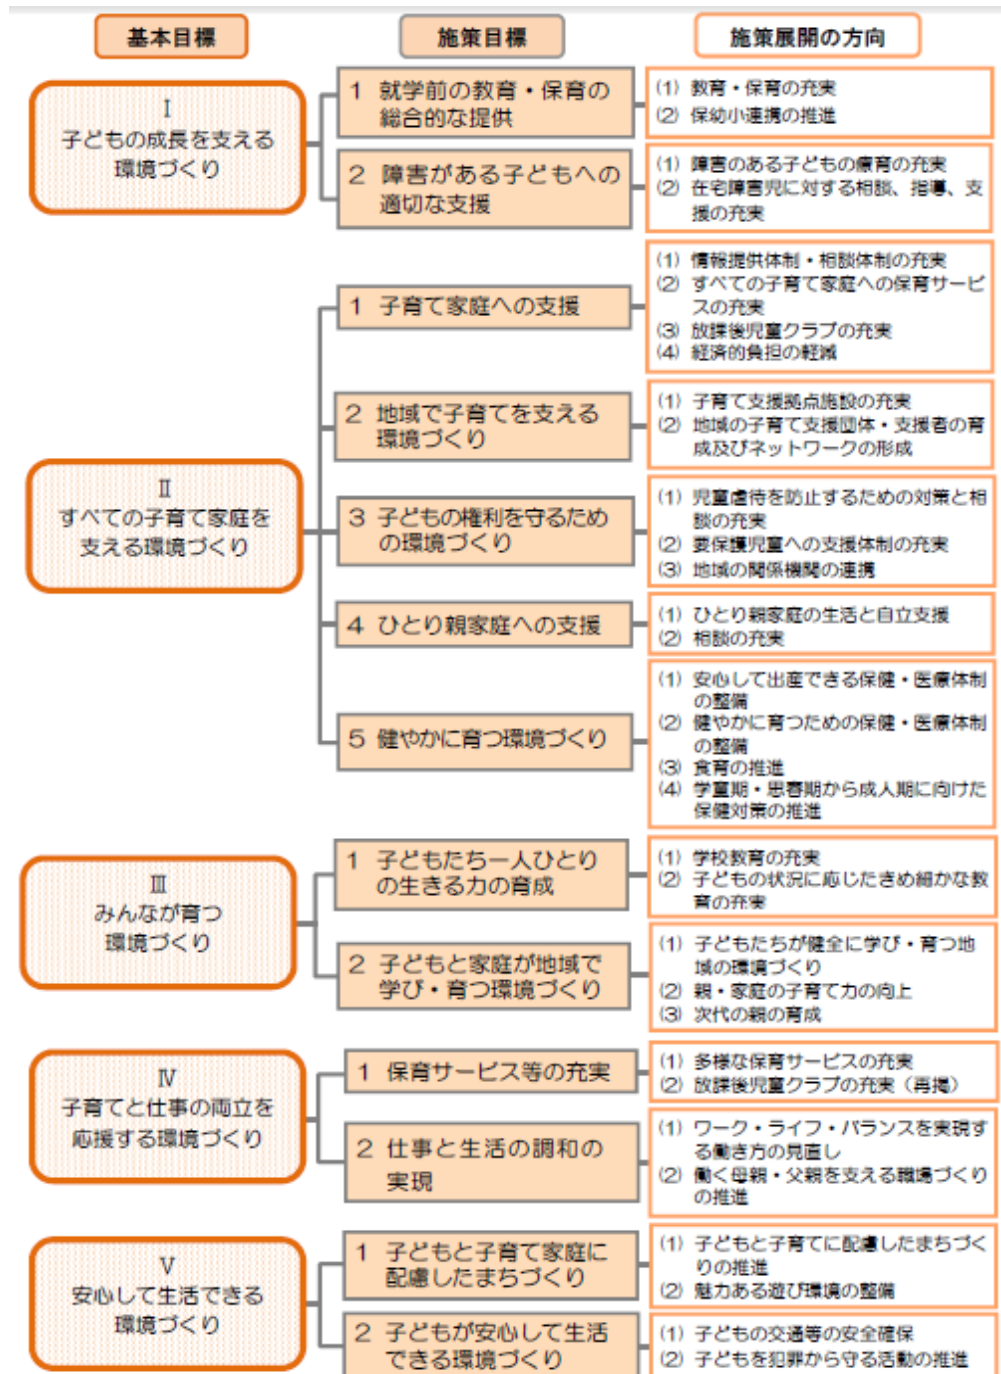 基本目標
施策目標
施策展開の方向
Ⅰ
子どもの成長を支える
環境づくり
1 就学前の教育・保育の
総合的な提供
(1) 教育・保育の充実
(2) 保幼小連携の推進
2 障害がある子どもへの
適切な支援
(1) 障害のある子どもの療育の充実
(2) 在宅障害児に対する相談、指導、支
援の充実
Ⅱ
すべての子育て家庭を
支える環境づくり
1 子育て家庭への支援
(1) 情報提供体制・相談体制の充実
(2) すべての子育て家庭への保育サービ
スの充実
(3) 放課後児童クラブの充実
(4) 経済的負担の軽減
2 地域で子育てを支える
環境づくり
(1) 子育て支援拠点施設の充実
(2) 地域の子育て支援団体・支援者の育
成及びネットワークの形成
3 子どもの権利を守るため
の環境づくり
(1) 児童虐待を防止するための対策と相
談の充実
(2) 要保護児童への支援体制の充実
(3) 地域の関係機関の連携
4 ひとり親家庭への支援
(1) ひとり親家庭の生活と自立支援
(2) 相談の充実
5 健やかに育つ環境づくり
(1) 安心して出産できる保健・医療体制
の整備
(2) 健やかに育つための保健・医療体制
の整備
(3) 食育の推進
(4) 学童期・思春期から成人期に向けた
保健対策の推進
Ⅲ
みんなが育つ
環境づくり
1 子どもたち一人ひとり
の生きる力の育成
(1) 学校教育の充実
(2) 子どもの状況に応じたきめ細かな教
育の充実
2 子どもと家庭が地域で
学び・育つ環境づくり
(1) 子どもたちが健全に学び・育つ地
域の環境づくり
(2) 親・家庭の子育て力の向上
(3) 次代の親の育成
Ⅳ
子育てと仕事の両立を
応援する環境づくり
1 保育サービス等の充実
(1) 多様な保育サービスの充実
(2) 放課後児童クラブの充実（再掲）
2 仕事と生活の調和の
実現
(1) ワーク・ライフ・バランスを実現す
る働き方の見直し
(2) 働く母親・父親を支える職場づくり
の推進
Ⅴ
安心して生活できる
環境づくり
1 子どもと子育て家庭に
配慮したまちづくり
(1) 子どもと子育てに配慮したまちづく
りの推進
(2) 魅力ある遊び環境の整備
2 子どもが安心して生活
できる環境づくり
(1) 子どもの交通等の安全確保
(2) 子どもを犯罪から守る活動の推進